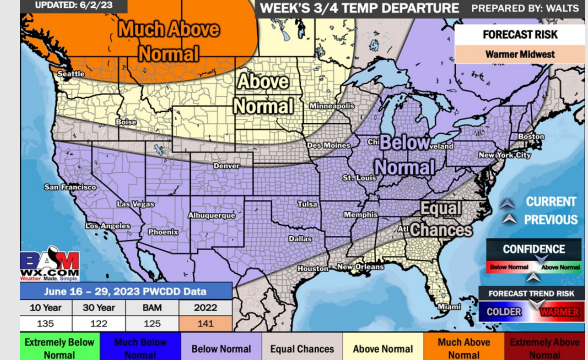 UPDATED: 6/2/23
WEEK'S 3/4 TEMP DEPARTURE
PREPARED BY: WALTS
FORECAST RISK
Warmer Midwest
Much Above
Normal
Seattle
Above
Normal
Minneapolis
Boise
Des Moines
Below
Normal
Boston
New York City
Denver
St. Louis
San Francisco
Las Vegas
Tulsa
Memphis
Equal
Chances
CURRENT
PREVIOUS
Los Angeles
Phoenix
Albuquerque
Dallas
Houston
New Orleans
Miami
CONFIDENCE
Below Normal
Above Normal
FORECAST TREND RISK
COLDER
WARMER
BAM
WX.COM
Weather. Made. Simple.
June 16 – 29, 2023 PWCDD Data
10 Year 30 Year BAM 2022
135 122 125 141
Extremely Below
Normal
Much Below
Normal
Below Normal
Equal Chances
Above Normal
Much Above
Normal
Extremely Above
Normal